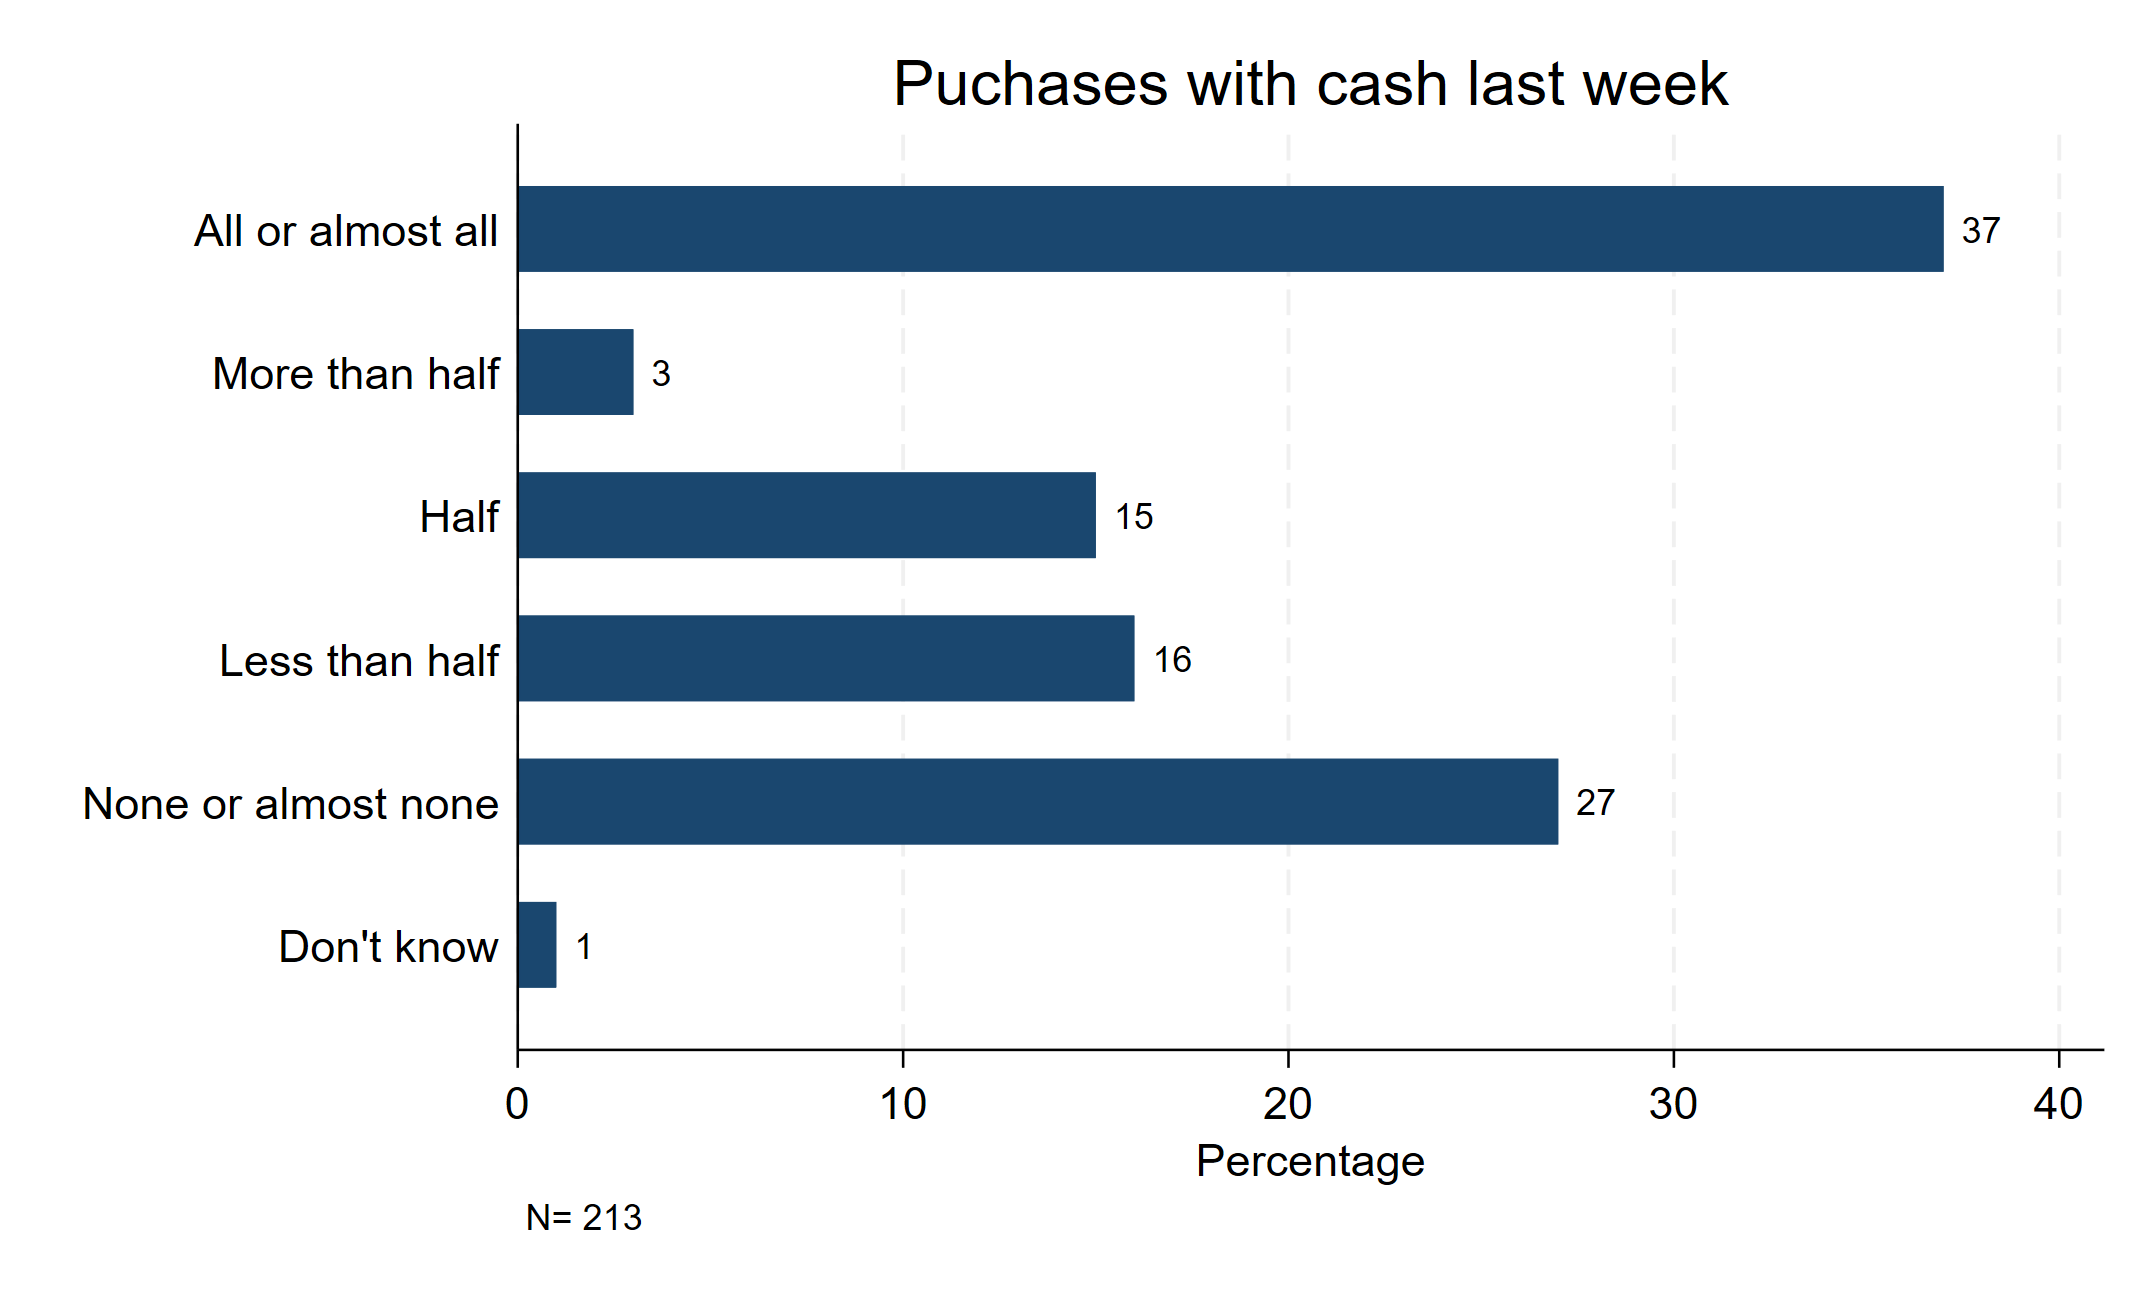 Puchases with cash last week
All or almost all 37
More than half 3
Half 15
Less than half 16
None or almost none 27
Don't know 1
0 10 20 30 40
Percentage
N= 213